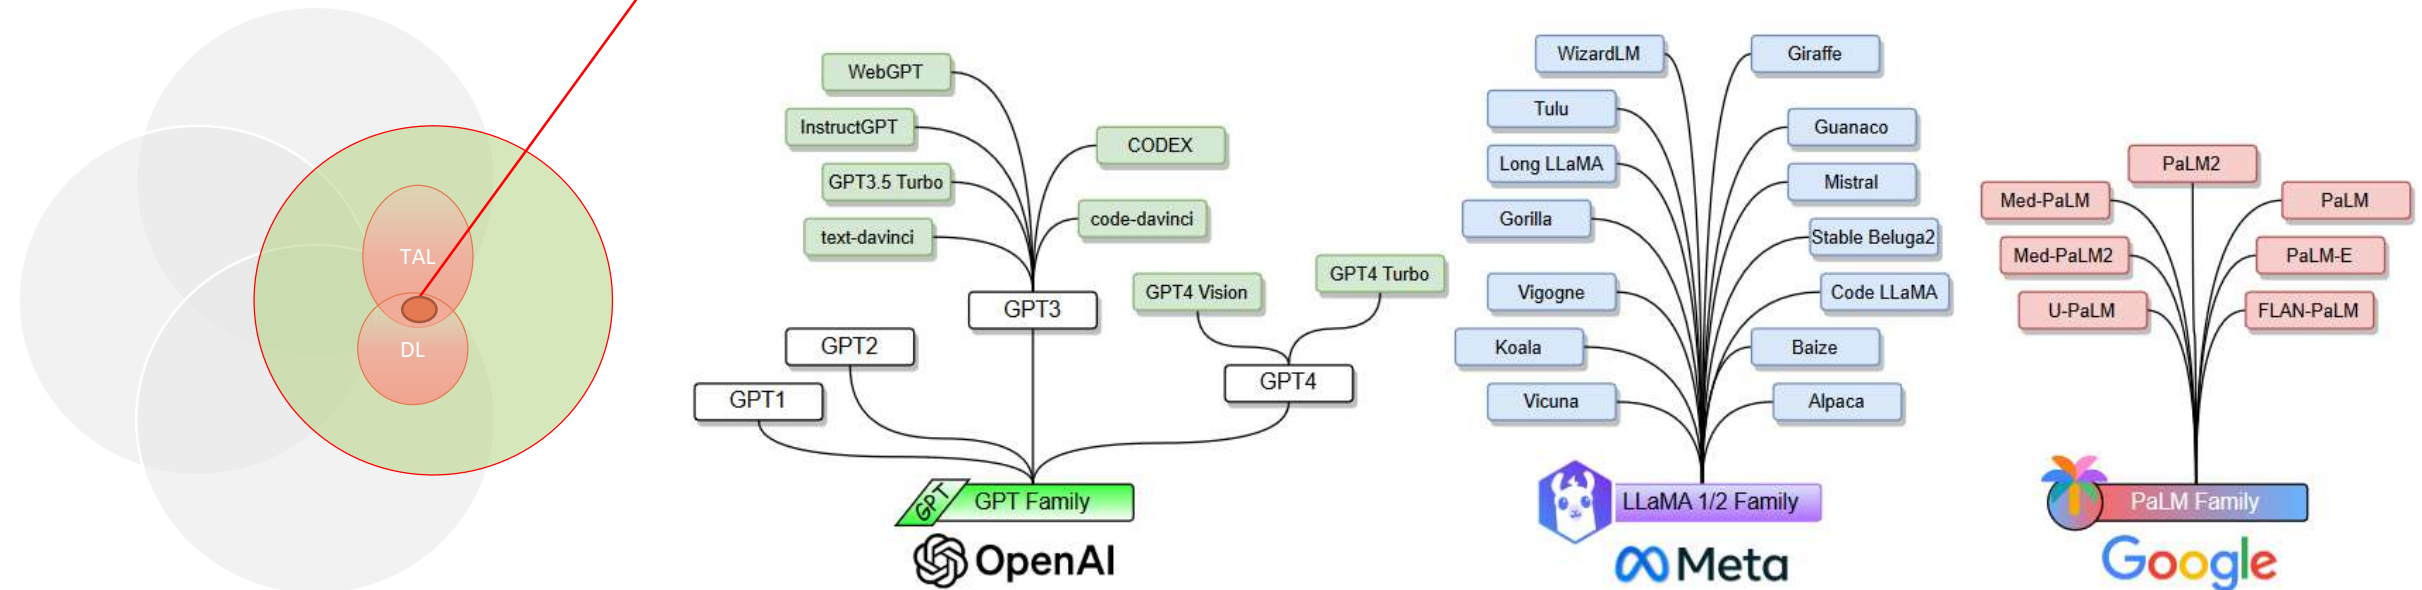 TAL
DL
WebGPT
InstructGPT
GPT3.5 Turbo
text-davinci
CODEX
code-davinci
GPT3
GPT4 Vision
GPT4 Turbo
GPT2
GPT4
GPT1
GPT
GPT Family
OpenAI
WizardLM
Giraffe
Tulu
Guanaco
Long LLaMA
Mistral
Gorilla
Stable Beluga2
Vigogne
Code LLaMA
Koala
Baize
Vicuna
Alpaca
LLaMA 1/2 Family
Meta
PaLM2
Med-PaLM
PaLM
Med-PaLM2
PaLM-E
U-PaLM
FLAN-PaLM
PaLM Family
Google